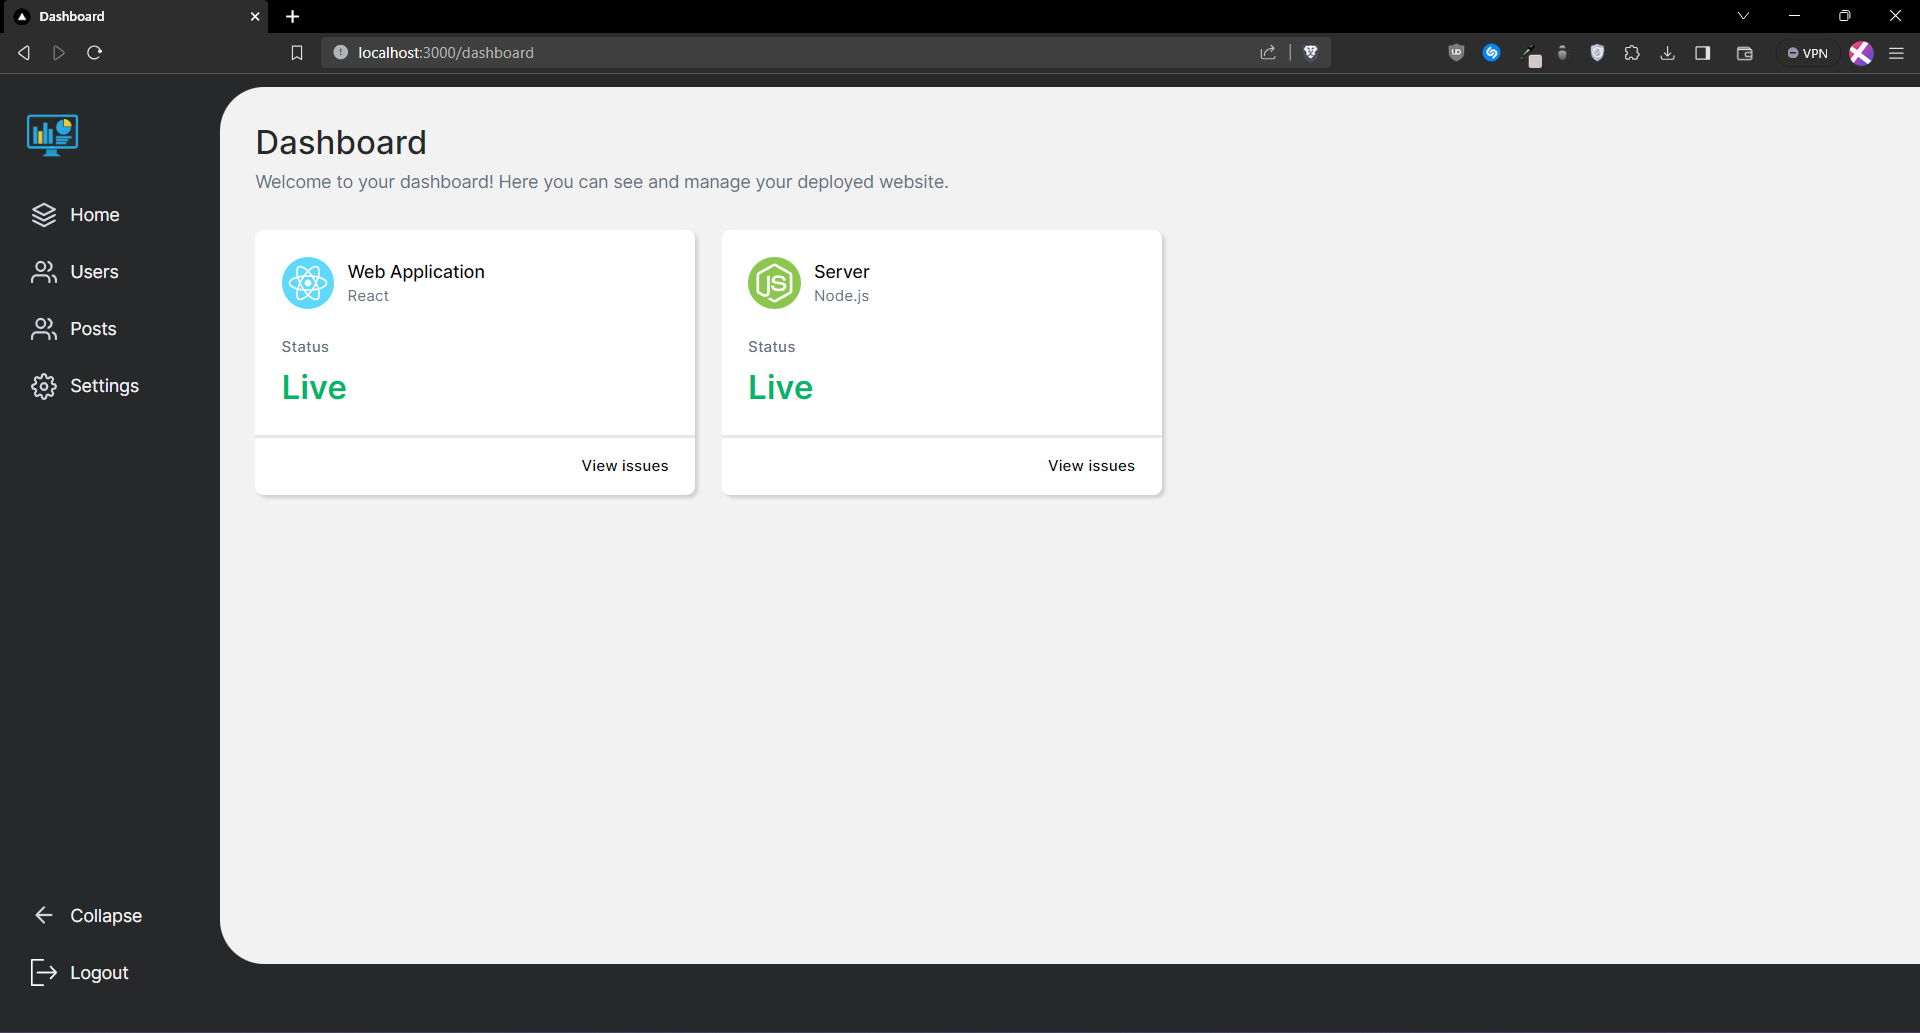 Dashboard
localhost:3000/dashboard
VPN
Home
Users
Posts
Settings
Collapse
Logout
Dashboard
Welcome to your dashboard! Here you can see and manage your deployed website.
Web Application
React
Status
Live
View issues
JS
Server
Node.js
Status
Live
View issues